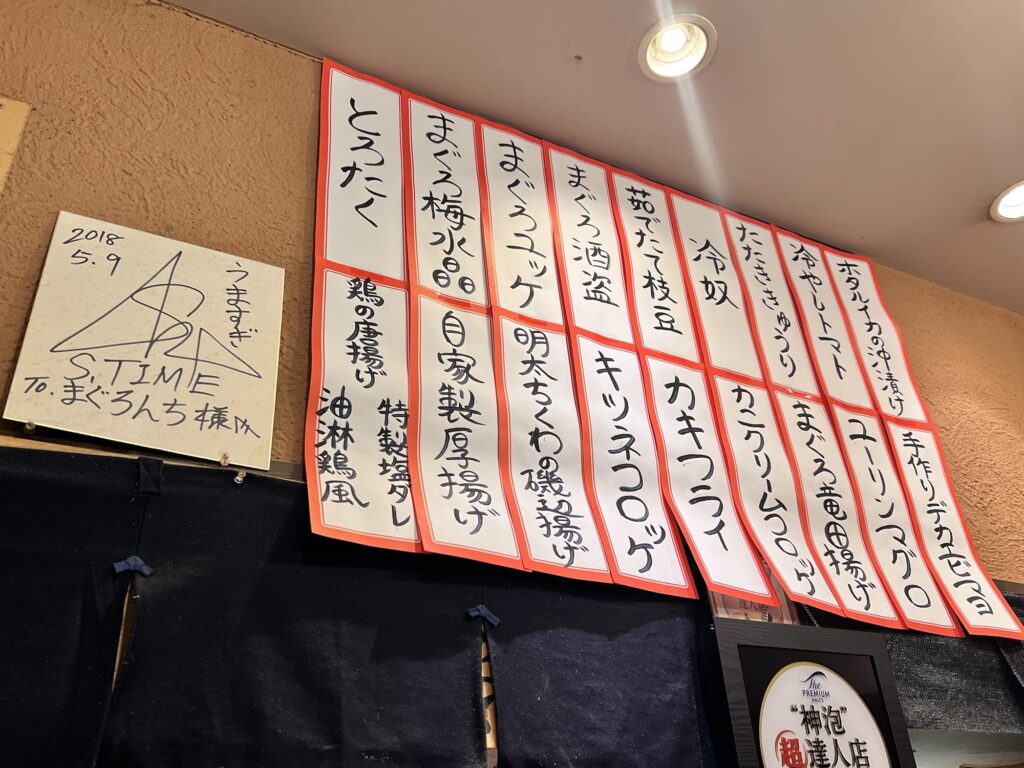 2018
5.9
うますぎ
S.TIME
To. まぐろんち様江
ホタルイカの沖漬け
冷やしトマト
たたききゅうり
冷奴
茹でたて枝豆
まぐろ酒盗
まぐろユッケ
まぐろ梅水晶
とろたく
手作りデカエビマヨ
ユーリンマグロ
まぐろ竜田揚げ
カニクリームコロッケ
カキフライ
キツネコロッケ
明太ちくわの磯辺揚げ
自家製厚揚げ
鶏の唐揚げ
特製塩ダレ
油淋鶏風
達人店
The
PREMIUM
MALT'S
“神泡”
超達人店